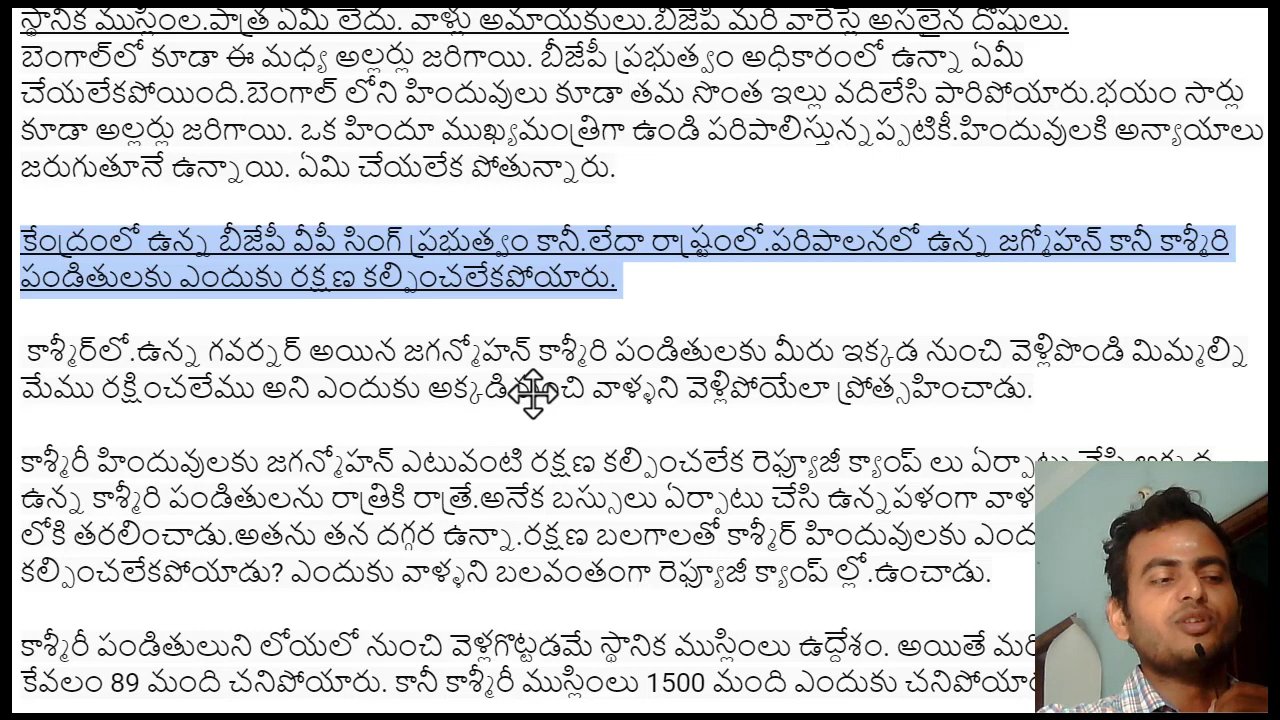 స్థానిక ముస్లింల.పాత్ర ఏమి లేదు. వాళ్లు అమాయకులు.బిజేపి మరి వారెస్సె అసలైన దోషులు.
బెంగాల్‌లో కూడా ఈ మధ్య అల్లర్లు జరిగాయి. బీజేపీ ప్రభుత్వం అధికారంలో ఉన్నా ఏమీ
చేయలేకపోయింది.బెంగాల్ లోని హిందువులు కూడా తమ సొంత ఇల్లు వదిలేసి పారిపోయారు.భయం సార్లు
కూడా అల్లర్లు జరిగాయి. ఒక హిందూ ముఖ్యమంత్రిగా ఉండి పరిపాలిస్తున్నప్పటికీ.హిందువులకి అన్యాయాలు
జరుగుతూనే ఉన్నాయి. ఏమి చేయలేక పోతున్నారు.
కేంద్రంలో ఉన్న బీజేపీ వీపీ సింగ్ ప్రభుత్వం కానీ.లేదా రాష్ట్రంలో.పరిపాలనలో ఉన్న జగ్మోహన్ కానీ కాశ్మీరి
పండితులకు ఎందుకు రక్షణ కల్పించలేకపోయారు.
కాశ్మీర్‌లో.ఉన్న గవర్నర్ అయిన జగన్మోహన్ కాశ్మీరి పండితులకు మీరు ఇక్కడ నుంచి వెళ్లిపొండి మిమ్మల్ని
మేము రక్షించలేము అని ఎందుకు వాళ్ళని వెళ్లిపోయేలా ప్రోత్సహించాడు.
కాశ్మీరీ హిందువులకు జగన్మోహన్ ఎటువంటి రక్షణ కల్పించలేక రెఫ్యూజీ క్యాంప్ లు
ఉన్న కాశ్మీరి పండితులను రాత్రికి రాత్రే.అనేక బస్సులు ఏర్పాటు చేసి ఉన్నపళంగా
లోకి తరలించాడు.అతను తన దగ్గర ఉన్నా.రక్షణ బలగాలతో కాశ్మీర్ హిందువులకు
కల్పించలేకపోయాడు? ఎందుకు వాళ్ళని బలవంతంగా రెఫ్యూజీ క్యాంప్ ల్లో.ఉంచాడు.
కాశ్మీరీ పండితులుని లోయలో నుంచి వెళ్లగొట్టడమే స్థానిక ముస్లింలు ఉద్దేశం. అయితే
కేవలం 89 మంది చనిపోయారు. కానీ కాశ్మీరీ ముస్లింలు 1500 మంది ఎందుకు